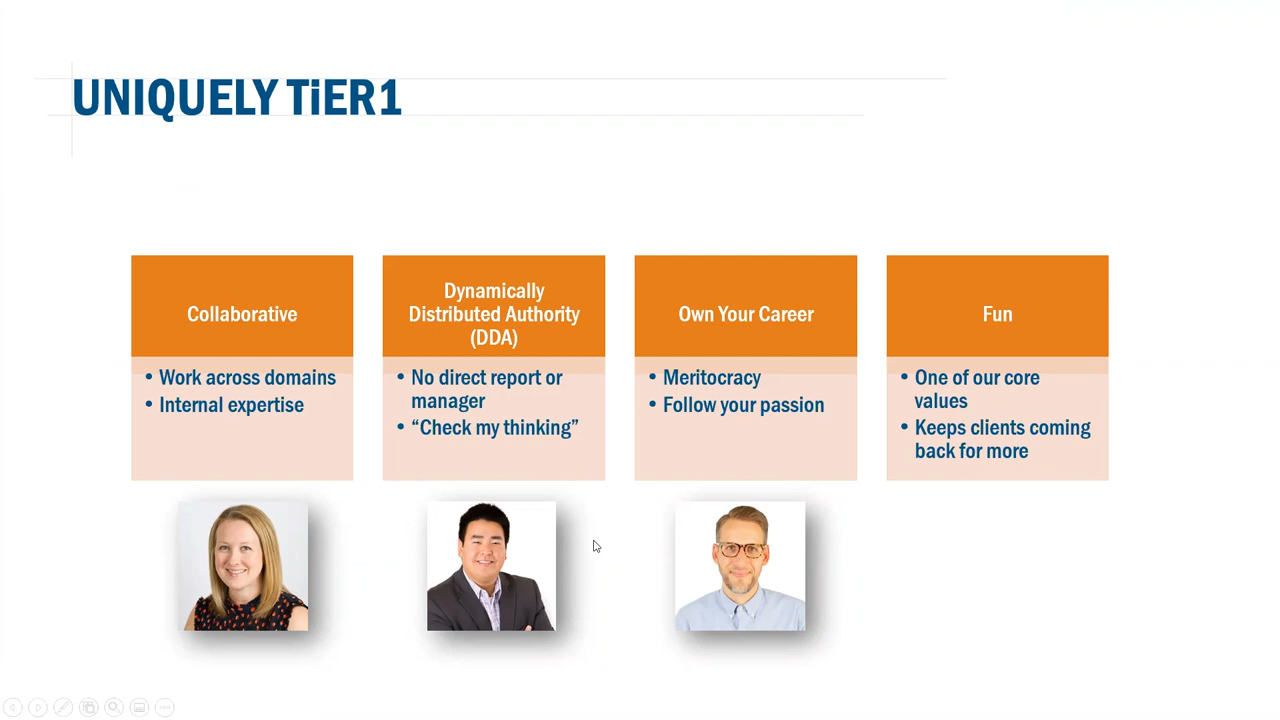 UNIQUELY TiER1
Collaborative
• Work across domains
• Internal expertise
Dynamically
Distributed Authority
(DDA)
• No direct report or
manager
• “Check my thinking”
Own Your Career
• Meritocracy
• Follow your passion
Fun
• One of our core
values
• Keeps clients coming
back for more